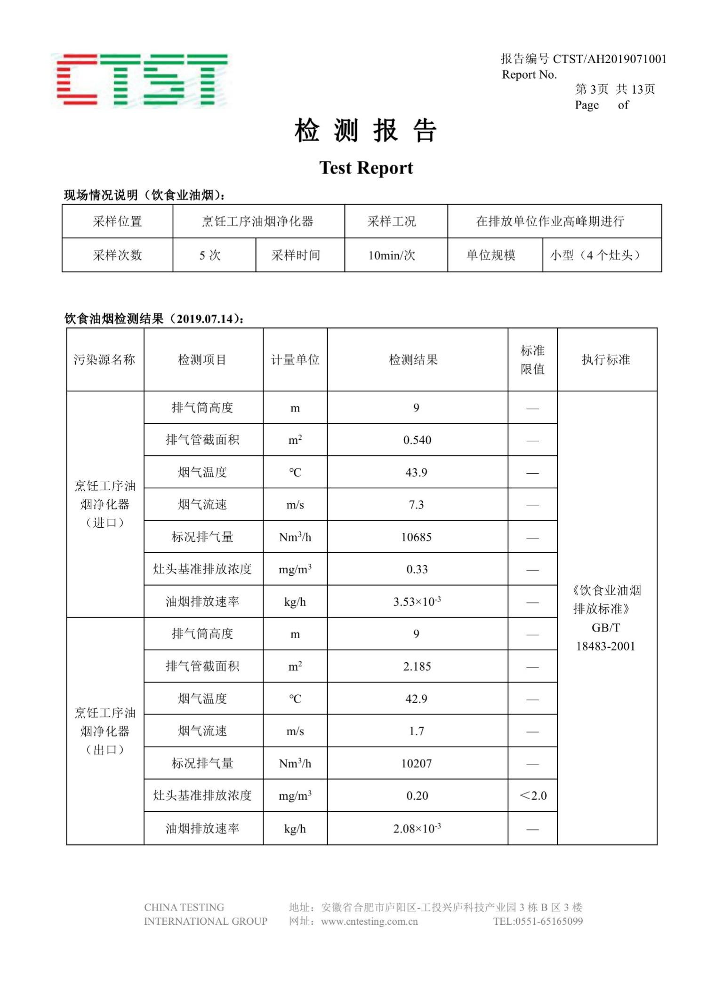 CTST
报告编号 CTST/AH2019071001
Report No.
第 3页 共 13页
Page of
检测报告
Test Report
现场情况说明（饮食业油烟）：
采样位置 烹饪工序油烟净化器 采样工况 在排放单位作业高峰期进行
采样次数 5 次 采样时间 10min/次 单位规模 小型（4 个灶头）
饮食油烟检测结果（2019.07.14）：
污染源名称 检测项目 计量单位 检测结果 标准限值 执行标准
烹饪工序油
烟净化器
（进口）
排气筒高度 m 9 —
排气管截面积 m² 0.540 —
烟气温度 ℃ 43.9 —
烟气流速 m/s 7.3 —
标况排气量 Nm³/h 10685 —
灶头基准排放浓度 mg/m³ 0.33 —
油烟排放速率 kg/h 3.53×10⁻³ —
烹饪工序油
烟净化器
（出口）
排气筒高度 m 9 —
排气管截面积 m² 2.185 —
烟气温度 ℃ 42.9 —
烟气流速 m/s 1.7 —
标况排气量 Nm³/h 10207 —
灶头基准排放浓度 mg/m³ 0.20 ＜2.0
油烟排放速率 kg/h 2.08×10⁻³ —
《饮食业油烟
排放标准》
GB/T
18483-2001
CHINA TESTING
INTERNATIONAL GROUP
地址：安徽省合肥市庐阳区-工投兴庐科技产业园 3 栋 B 区 3 楼
网址：www.cntesting.com.cn TEL:0551-65165099